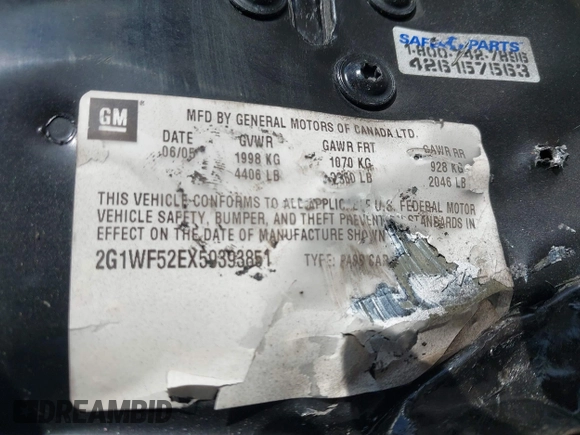 SAFE PARTS
426157563
GM
MFD BY GENERAL MOTORS OF CANADA LTD.
DATE GVWR GAWR FRT GAWR RR
06/05 1998 KG 1070 KG 928 KG
4406 LB 2360 LB 2046 LB
THIS VEHICLE CONFORMS TO ALL U.S. FEDERAL MOTOR
VEHICLE SAFETY, BUMPER, AND THEFT STANDARDS IN
EFFECT ON THE DATE OF MANUFACTURE SHOWN
2G1WF52EX59393851 TYPE: PASS CAR
DREAMBID